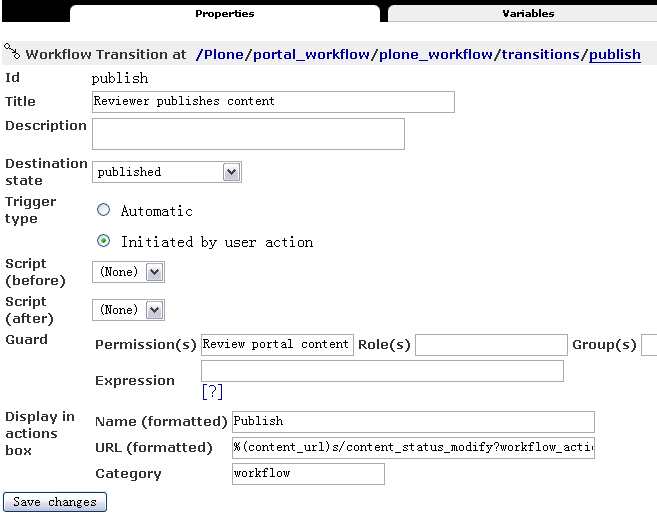 Properties Variables
Workflow Transition at /Plone/portal_workflow/plone_workflow/transitions/publish
Id publish
Title Reviewer publishes content
Description
Destination state published
Trigger type
Automatic
Initiated by user action
Script (before) (None)
Script (after) (None)
Guard Permission(s) Review portal content Role(s) Group(s)
Expression
[?]
Display in actions box
Name (formatted) Publish
URL (formatted) %(content_url)s/content_status_modify?workflow_acti
Category workflow
Save changes